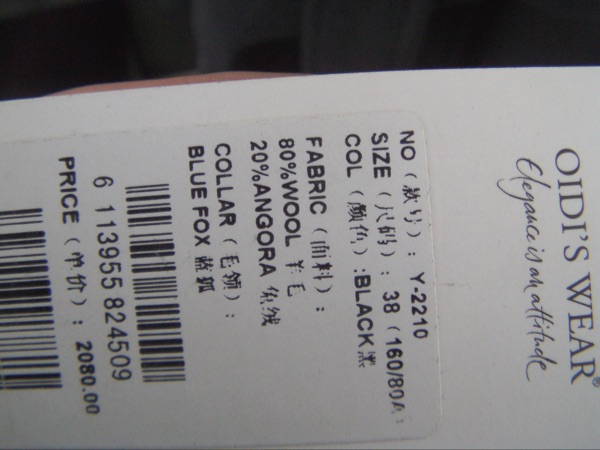 OIDI'S WEAR®
Elegance is an attitude
NO (款号): Y-2210
SIZE (尺码): 38 (160/80A)
COL (颜色):BLACK 黑
FABRIC (面料):
80%WOOL 羊毛
20%ANGORA 兔绒
COLLAR (毛领):
BLUE FOX 蓝狐
6 113955 824509
PRICE (单价): 2080.00